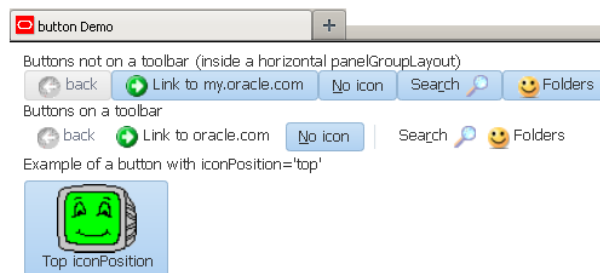 button Demo +
Buttons not on a toolbar (inside a horizontal panelGroupLayout)
back Link to my.oracle.com No icon Search Folders
Buttons on a toolbar
back Link to oracle.com No icon Search Folders
Example of a button with iconPosition='top'
Top iconPosition